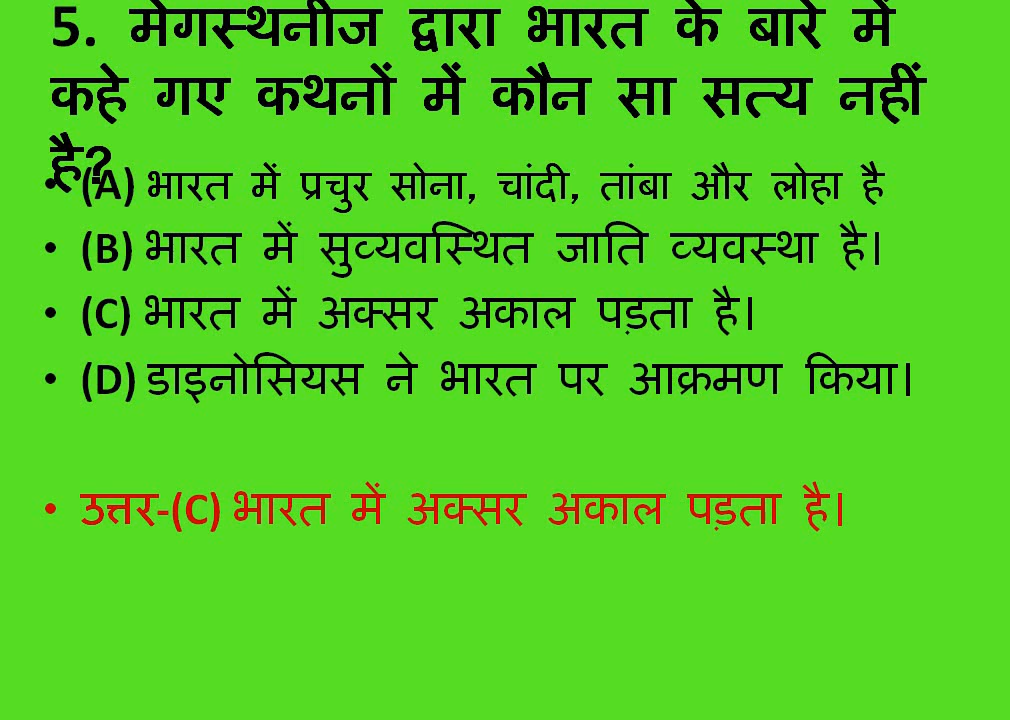 5. मेगस्थनीज द्वारा भारत के बारे में
कहे गए कथनों में कौन सा सत्य नहीं
है?
• (A) भारत में प्रचुर सोना, चांदी, तांबा और लोहा है
• (B) भारत में सुव्यवस्थित जाति व्यवस्था है।
• (C) भारत में अक्सर अकाल पड़ता है।
• (D) डाइनोसियस ने भारत पर आक्रमण किया।
• उत्तर-(C) भारत में अक्सर अकाल पड़ता है।